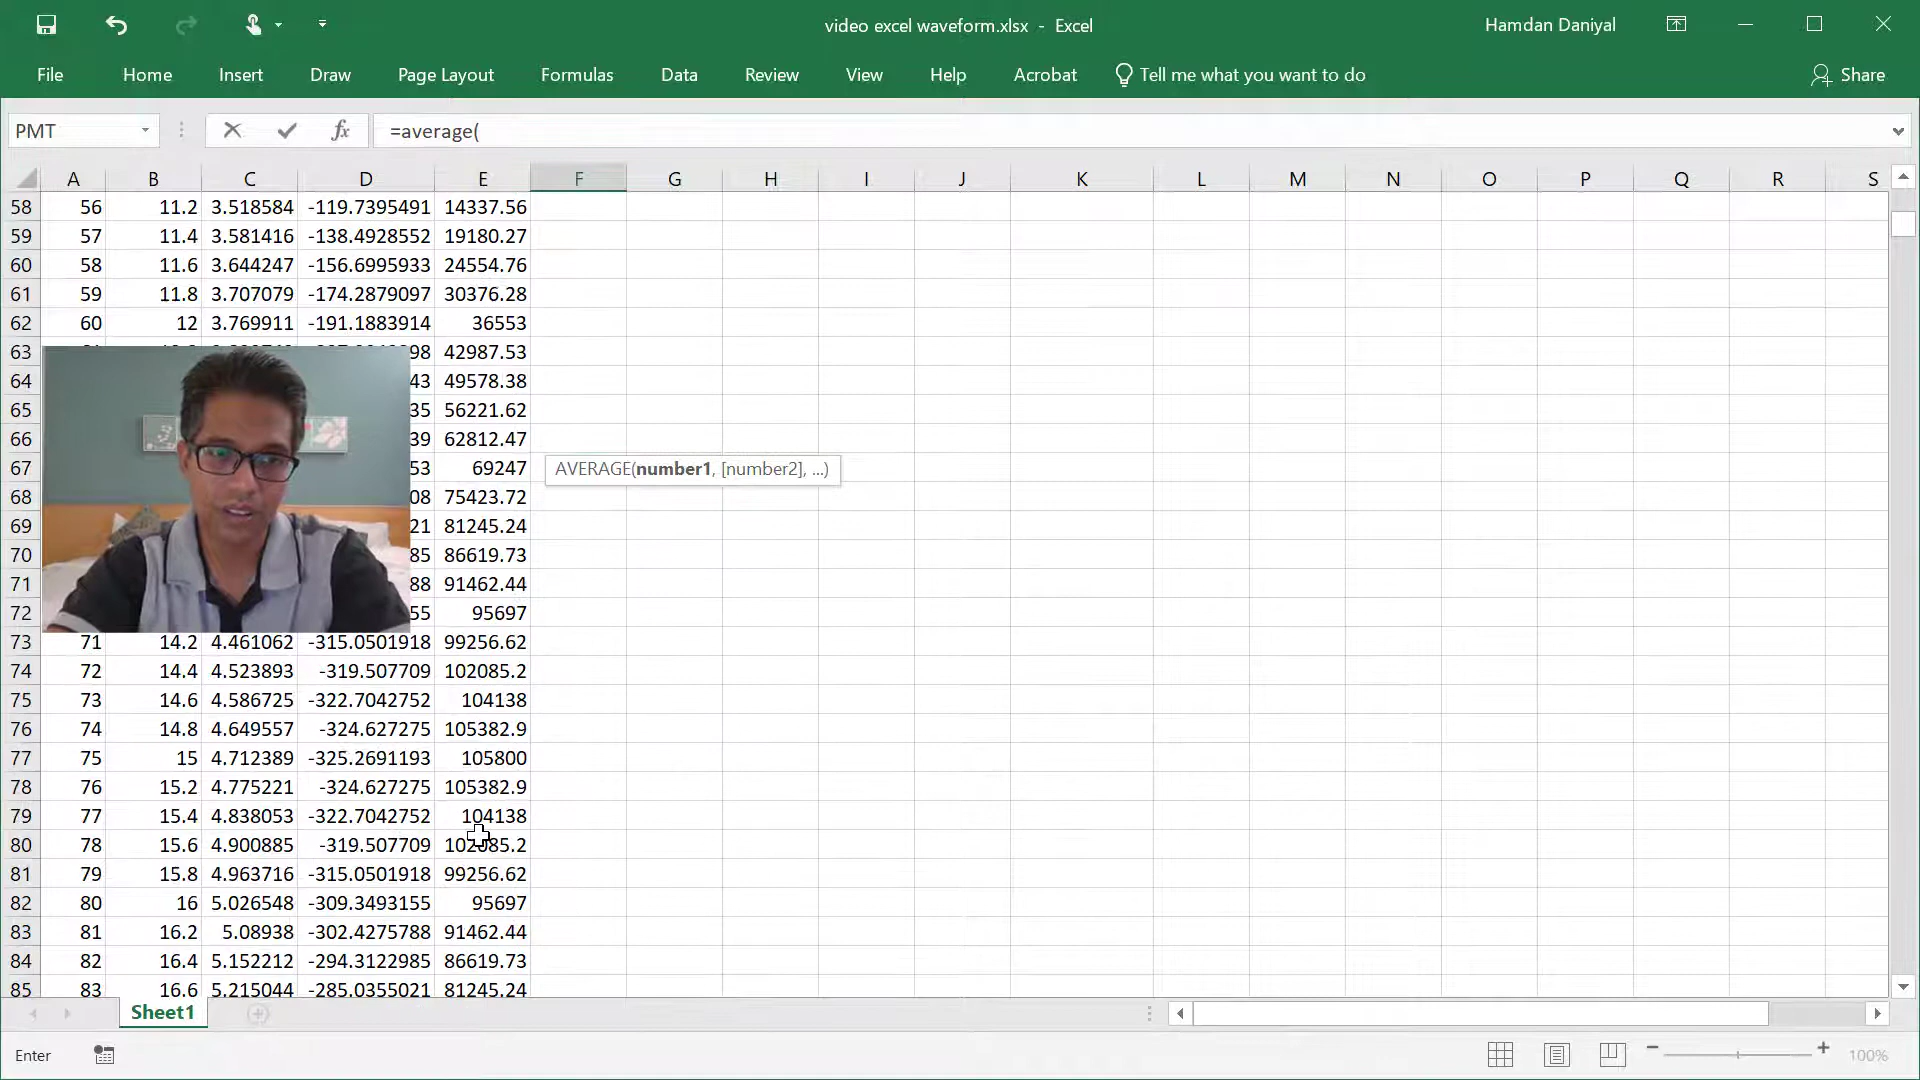 video excel waveform.xlsx - Excel
Hamdan Daniyal
File Home Insert Draw Page Layout Formulas Data Review View Help Acrobat Tell me what you want to do Share
PMT fx =average(
A B C D E F G H I J K L M N O P Q R S
58 56 11.2 3.518584 -119.7395491 14337.56
59 57 11.4 3.581416 -138.4928552 19180.27
60 58 11.6 3.644247 -156.6995933 24554.76
61 59 11.8 3.707079 -174.2879097 30376.28
62 60 12 3.769911 -191.1883914 36553
63 98 42987.53
64 43 49578.38
65 35 56221.62
66 39 62812.47
67 53 69247
AVERAGE(number1, [number2], ...)
68 08 75423.72
69 21 81245.24
70 85 86619.73
71 88 91462.44
72 55 95697
73 71 14.2 4.461062 -315.0501918 99256.62
74 72 14.4 4.523893 -319.507709 102085.2
75 73 14.6 4.586725 -322.7042752 104138
76 74 14.8 4.649557 -324.627275 105382.9
77 75 15 4.712389 -325.2691193 105800
78 76 15.2 4.775221 -324.627275 105382.9
79 77 15.4 4.838053 -322.7042752 104138
80 78 15.6 4.900885 -319.507709 102085.2
81 79 15.8 4.963716 -315.0501918 99256.62
82 80 16 5.026548 -309.3493155 95697
83 81 16.2 5.08938 -302.4275788 91462.44
84 82 16.4 5.152212 -294.3122985 86619.73
85 83 16.6 5.215044 -285.0355021 81245.24
Sheet1
Enter 100%